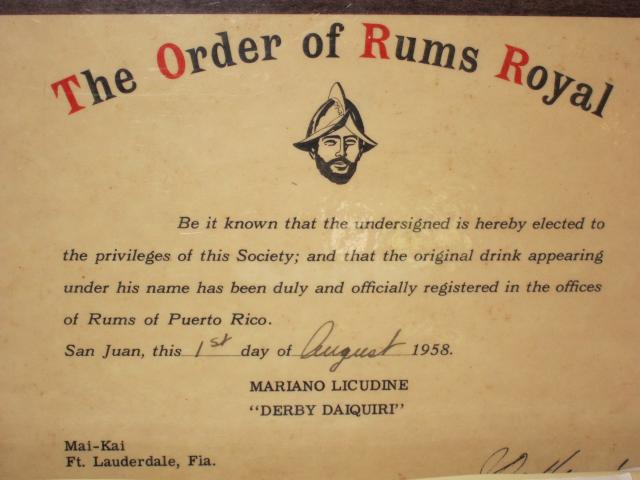 The Order of Rums Royal
Be it known that the undersigned is hereby elected to
the privileges of this Society; and that the original drink appearing
under his name has been duly and officially registered in the offices
of Rums of Puerto Rico.
San Juan, this 1st day of August 1958.
MARIANO LICUDINE
"DERBY DAIQUIRI"
Mai-Kai
Ft. Lauderdale, Fia.